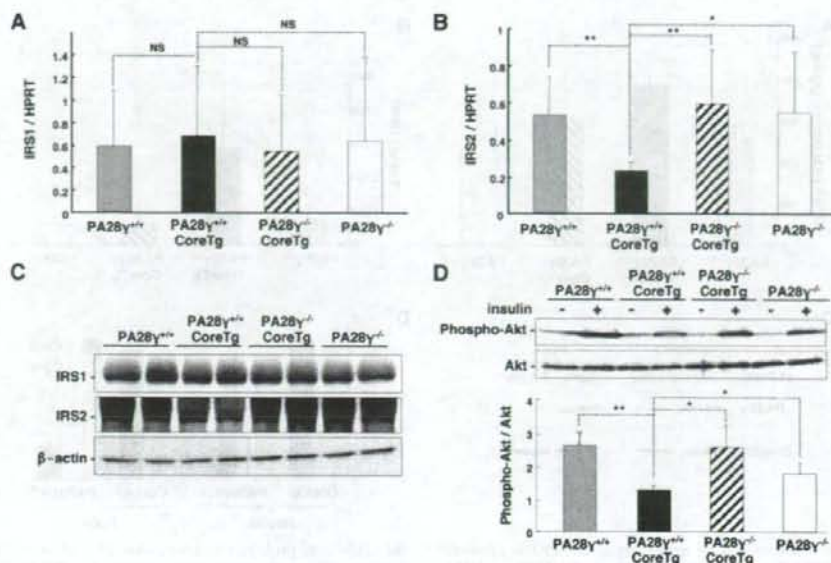 A
IRS1 / HPRT
1.6
1.4
1.2
1
0.8
0.6
0.4
0.2
0
NS
NS
NS
PA28γ+/+
PA28γ+/+ CoreTg
PA28γ-/- CoreTg
PA28γ-/-
B
IRS2 / HPRT
1
0.8
0.6
0.4
0.2
0
**
**
*
PA28γ+/+
PA28γ+/+ CoreTg
PA28γ-/- CoreTg
PA28γ-/-
C
PA28γ+/+
PA28γ+/+ CoreTg
PA28γ-/- CoreTg
PA28γ-/-
IRS1
IRS2
β-actin
D
PA28γ+/+
PA28γ+/+ CoreTg
PA28γ-/- CoreTg
PA28γ-/-
insulin - + - + - + - +
Phospho-Akt
Akt
Phospho-Akt / Akt
4
3
2
1
0
**
*
*
PA28γ+/+
PA28γ+/+ CoreTg
PA28γ-/- CoreTg
PA28γ-/-